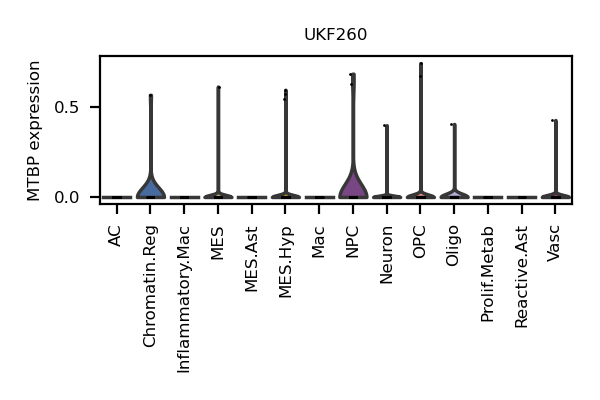 UKF260
MTBP expression
0.5
0.0
AC
Chromatin.Reg
Inflammatory.Mac
MES
MES.Ast
MES.Hyp
Mac
NPC
Neuron
OPC
Oligo
Prolif.Metab
Reactive.Ast
Vasc